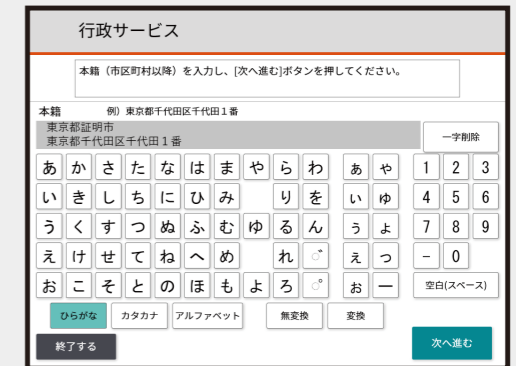 行政サービス
本籍(市区町村以降)を入力し、[次へ進む]ボタンを押してください。
本籍 例)東京都千代田区千代田1番
東京都証明市
東京都千代田区千代田1番
一字削除
あ か さ た な は ま や ら わ ぁ ゃ 1 2 3
い き し ち に ひ み り を ぃ ゅ 4 5 6
う く す つ ぬ ふ む ゆ る ん ぅ ょ 7 8 9
え け せ て ね へ め れ ゛ ぇ っ - 0
お こ そ と の ほ も よ ろ ゜ ぉ ー 空白(スペース)
ひらがな カタカナ アルファベット 無変換 変換
終了する 次へ進む